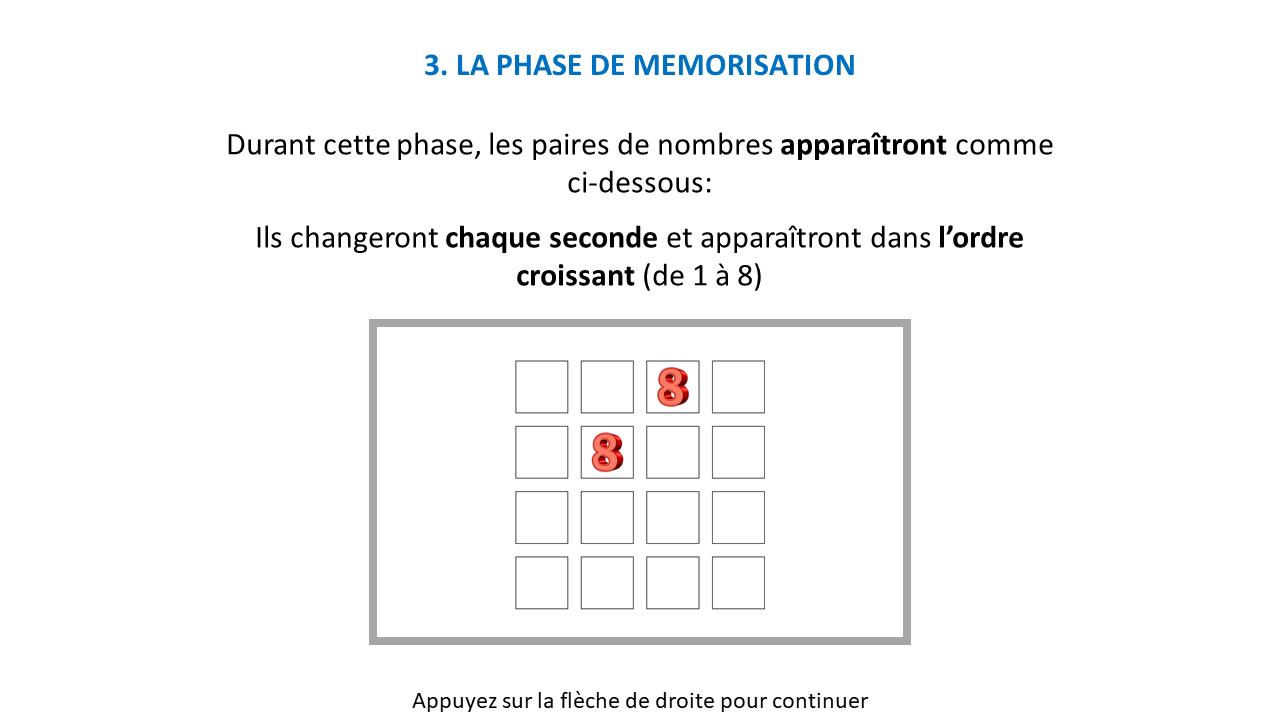 3. LA PHASE DE MEMORISATION
Durant cette phase, les paires de nombres apparaîtront comme
ci-dessous:
Ils changeront chaque seconde et apparaîtront dans l’ordre
croissant (de 1 à 8)
8
8
Appuyez sur la flèche de droite pour continuer